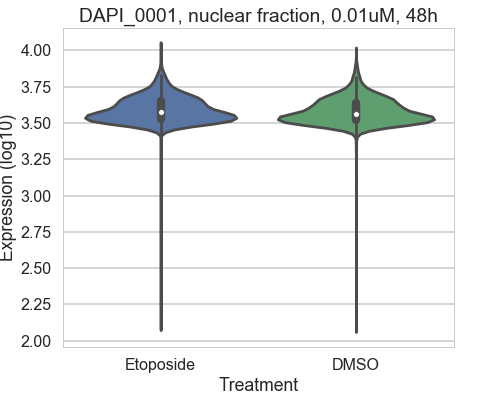 DAPI_0001, nuclear fraction, 0.01uM, 48h
Expression (log10)
4.00
3.75
3.50
3.25
3.00
2.75
2.50
2.25
2.00
Etoposide DMSO
Treatment